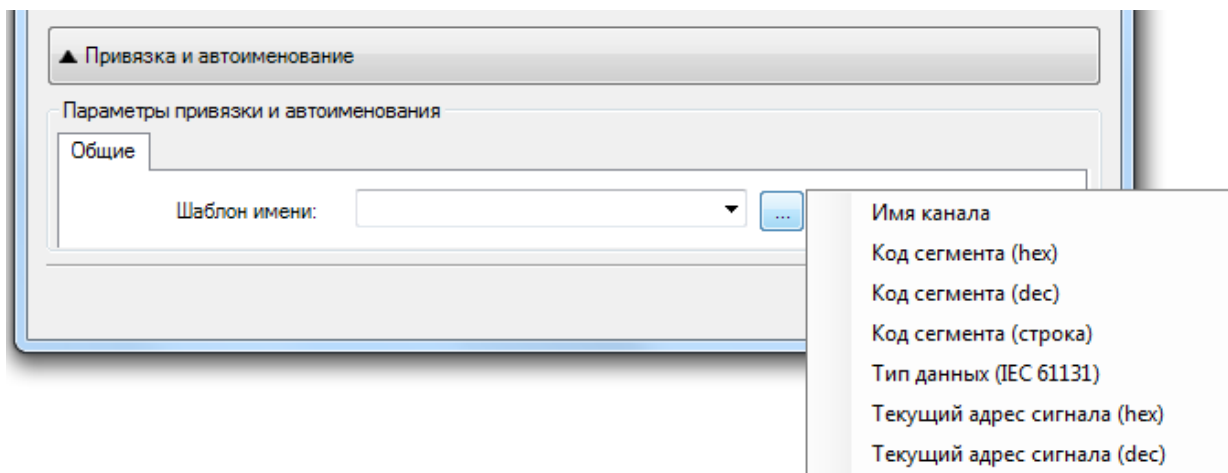 Привязка и автоименование
Параметры привязки и автоименования
Общие
Шаблон имени:
...
Имя канала
Код сегмента (hex)
Код сегмента (dec)
Код сегмента (строка)
Тип данных (IEC 61131)
Текущий адрес сигнала (hex)
Текущий адрес сигнала (dec)